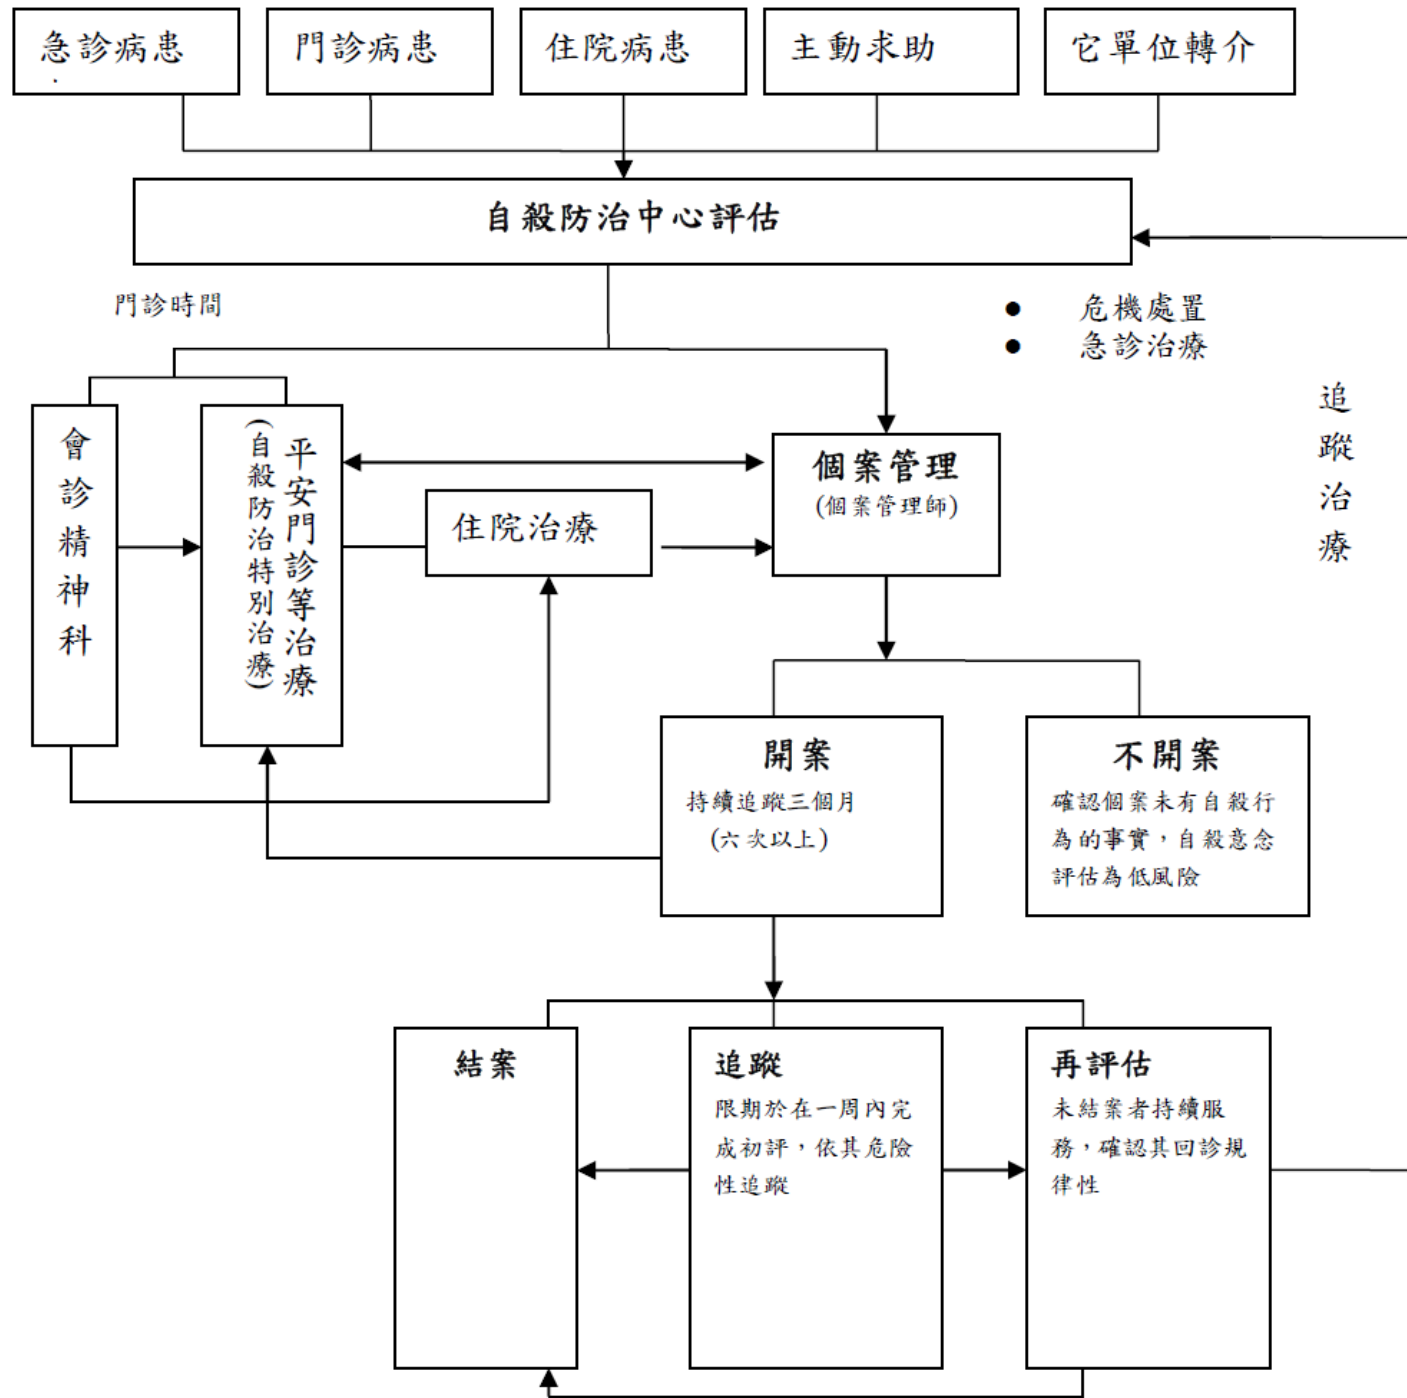 急診病患
門診病患
住院病患
主動求助
它單位轉介
自殺防治中心評估
門診時間
● 危機處置
● 急診治療
追蹤治療
會診精神科
平安門診等治療
(自殺防治特別治療)
住院治療
個案管理
(個案管理師)
開案
持續追蹤三個月
(六次以上)
不開案
確認個案未有自殺行
為的事實，自殺意念
評估為低風險
結案
追蹤
限期於在一周內完
成初評，依其危險
性追蹤
再評估
未結案者持續服
務，確認其回診規
律性